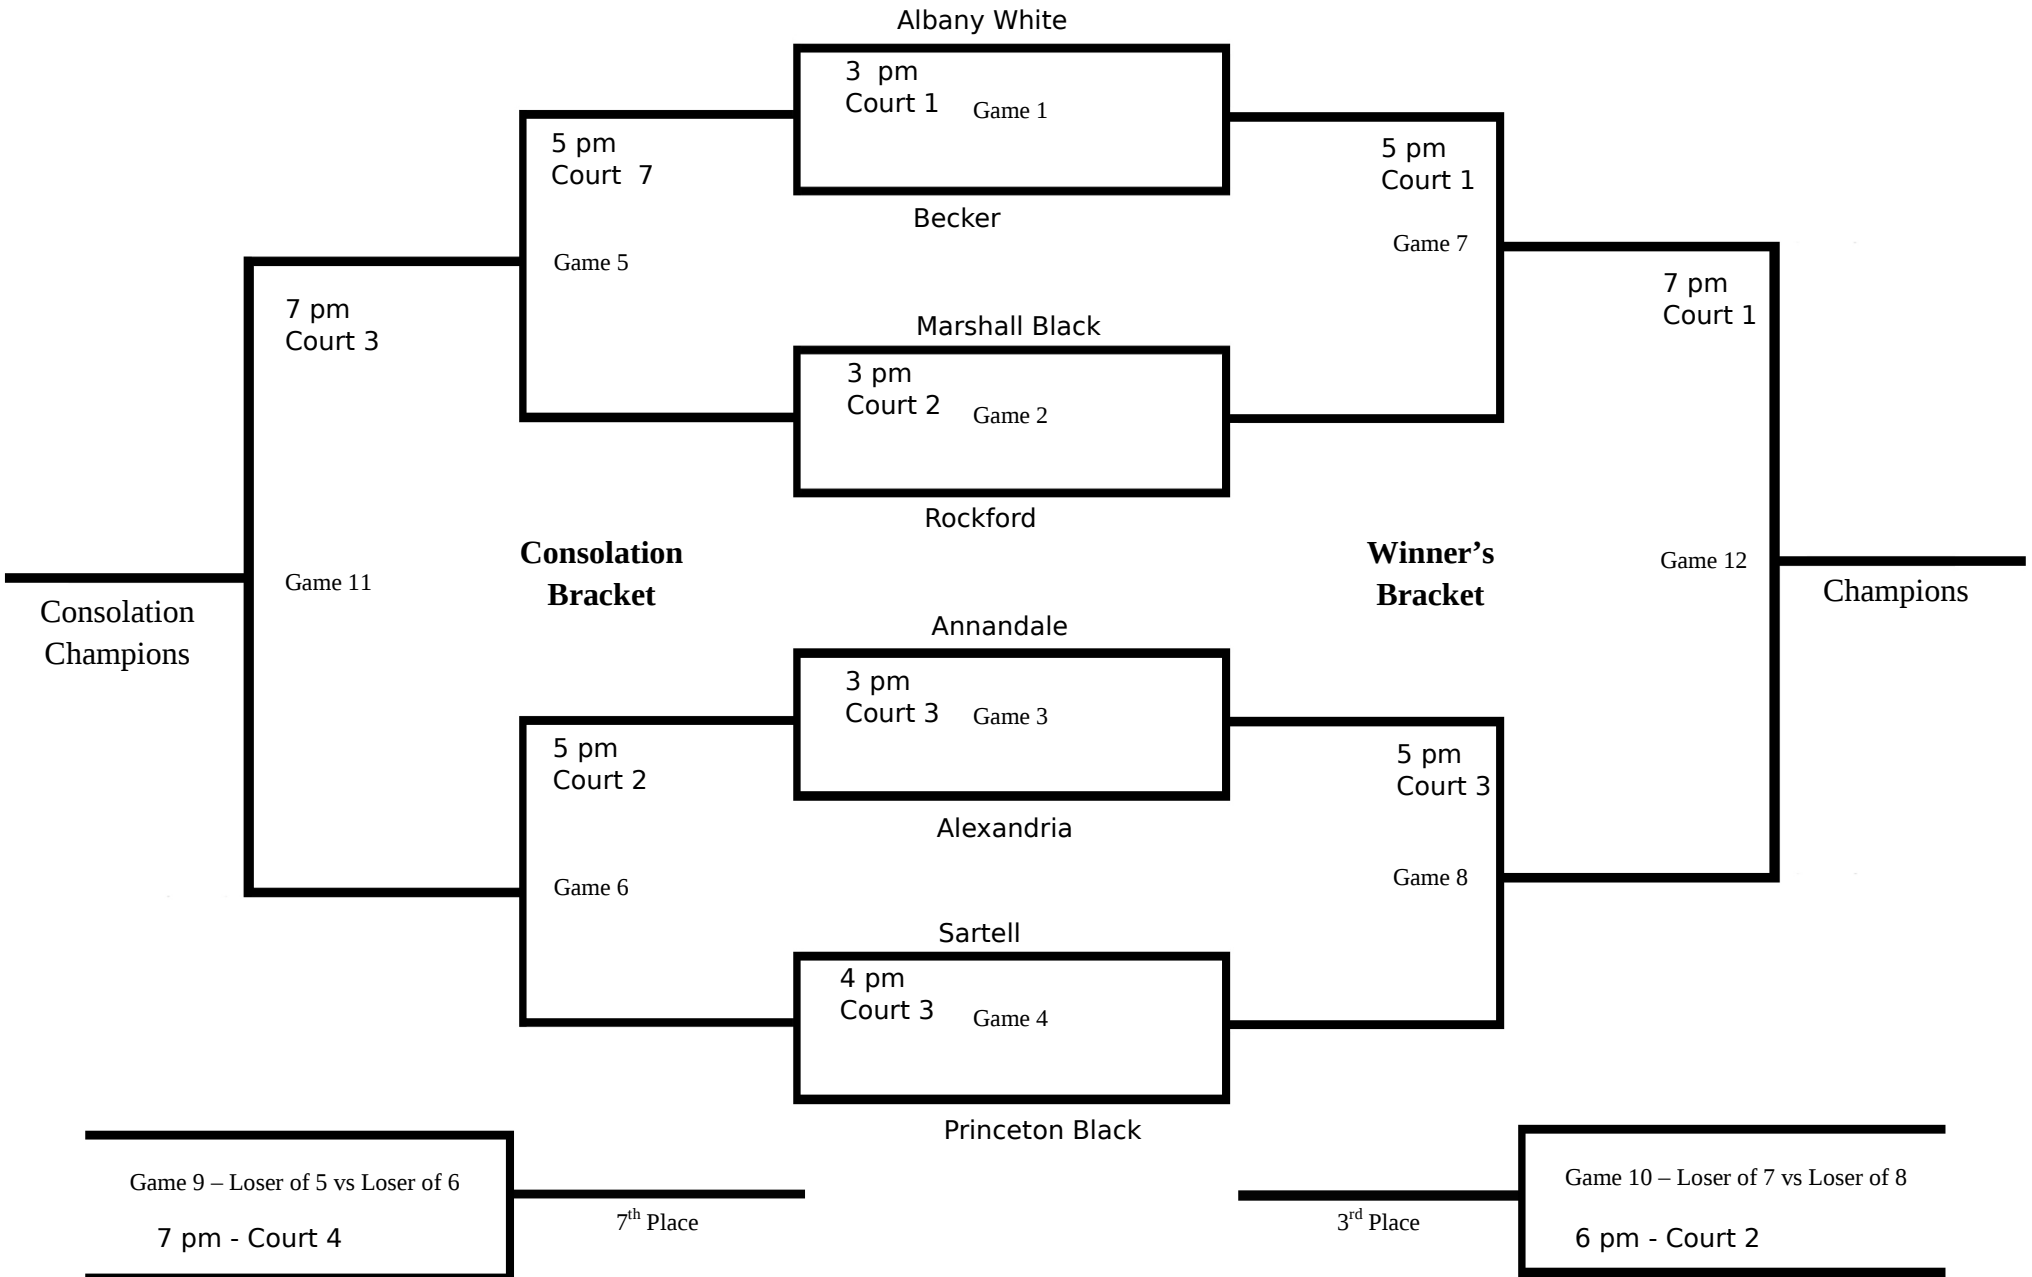 Albany White
3  pm
Court 1
Game 1
Becker
5 pm
Court  7
Game 5
5 pm
Court 1
Game 7
7 pm
Court 3
7 pm
Court 1
Marshall Black
3 pm
Court 2
Game 2
Rockford
Consolation
Bracket
Winner’s
Bracket
Game 11
Consolation
Champions
Game 12
Champions
Annandale
3 pm
Court 3
Game 3
Alexandria
5 pm
Court 2
Game 6
5 pm
Court 3
Game 8
Sartell
4 pm
Court 3
Game 4
Princeton Black
Game 9 – Loser of 5 vs Loser of 6
7 pm - Court 4
7th Place
3rd Place
Game 10 – Loser of 7 vs Loser of 8
6 pm - Court 2